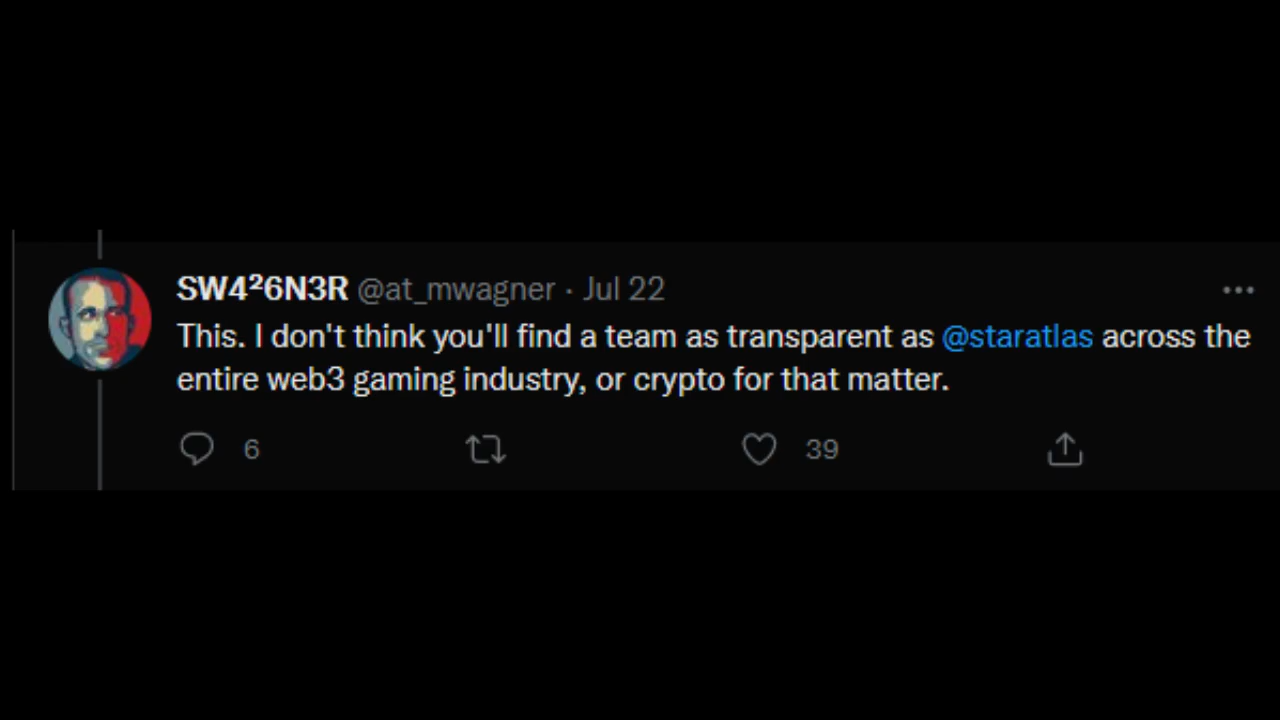 SW4²6N3R @at_mwagner · Jul 22
This. I don't think you'll find a team as transparent as @staratlas across the
entire web3 gaming industry, or crypto for that matter.
6 39